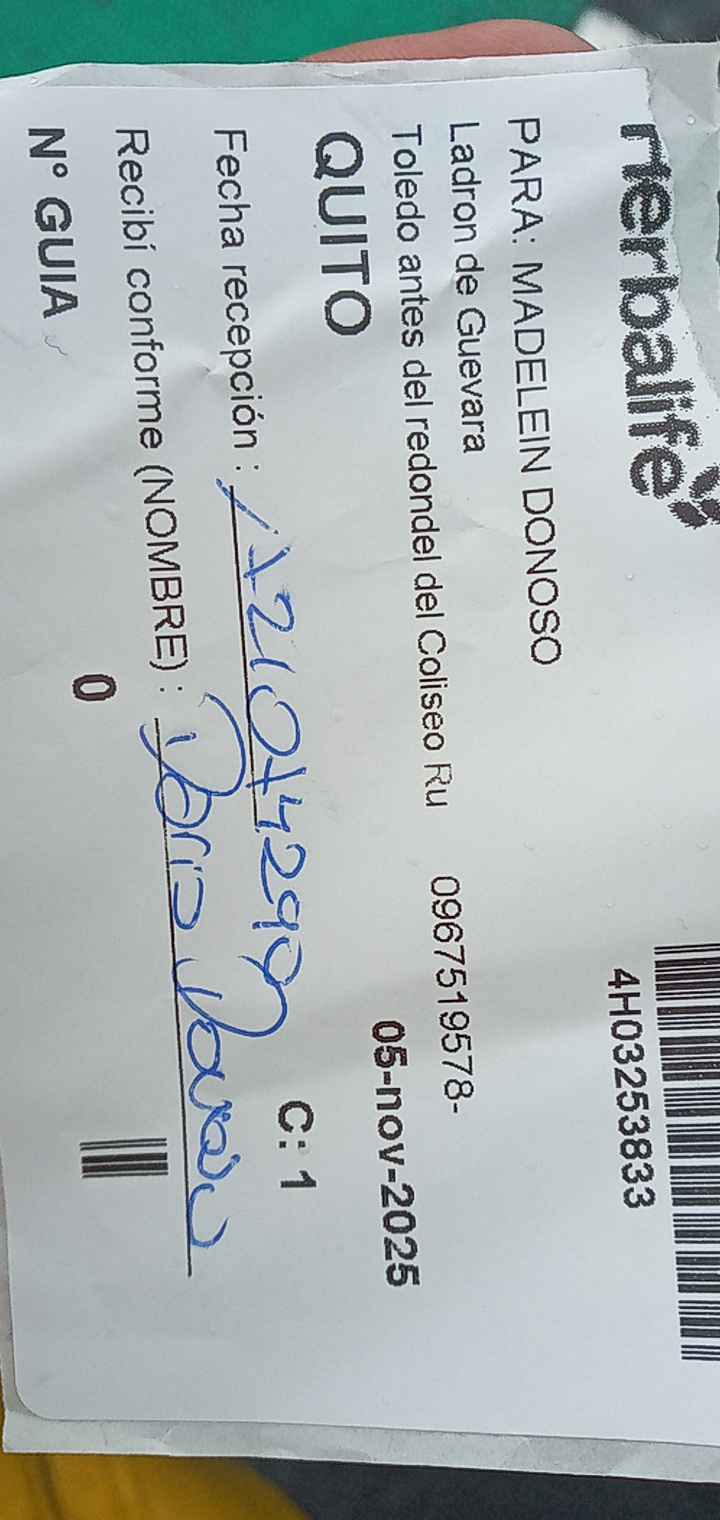 herbalife
4H03253833
PARA: MADELEIN DONOSO
Ladron de Guevara
Toledo antes del redondel del Coliseo Ru 0967519578-
QUITO 05-nov-2025
Fecha recepción : C: 1
Recibí conforme (NOMBRE) :
0
N° GUIA